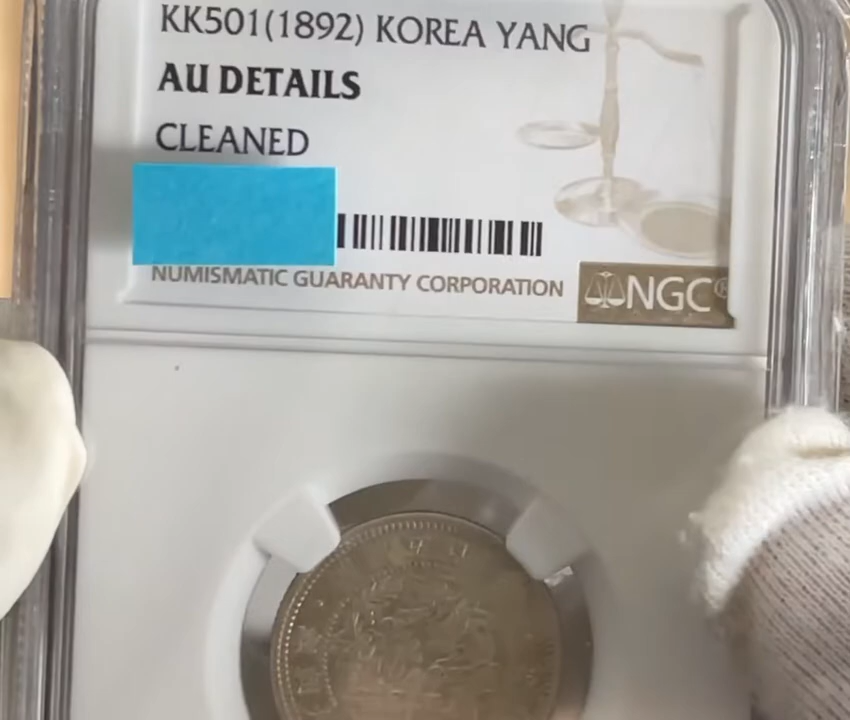 KK501(1892) KOREA YANG
AU DETAILS
CLEANED
NUMISMATIC GUARANTY CORPORATION
NGC®